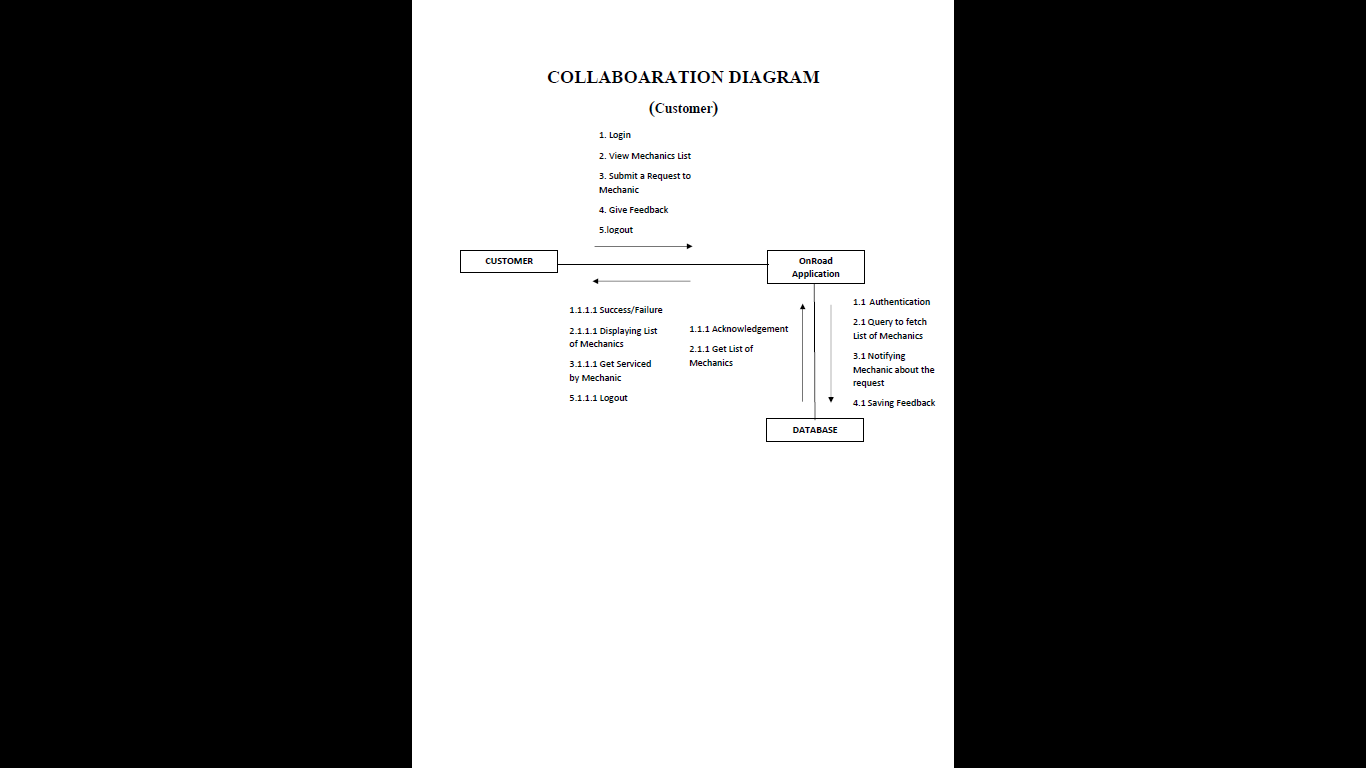 COLLABOARATION DIAGRAM
(Customer)
1. Login
2. View Mechanics List
3. Submit a Request to
Mechanic
4. Give Feedback
5.logout
CUSTOMER
OnRoad
Application
1.1.1.1 Success/Failure
2.1.1.1 Displaying List
of Mechanics
3.1.1.1 Get Serviced
by Mechanic
5.1.1.1 Logout
1.1.1 Acknowledgement
2.1.1 Get List of
Mechanics
1.1 Authentication
2.1 Query to fetch
List of Mechanics
3.1 Notifying
Mechanic about the
request
4.1 Saving Feedback
DATABASE